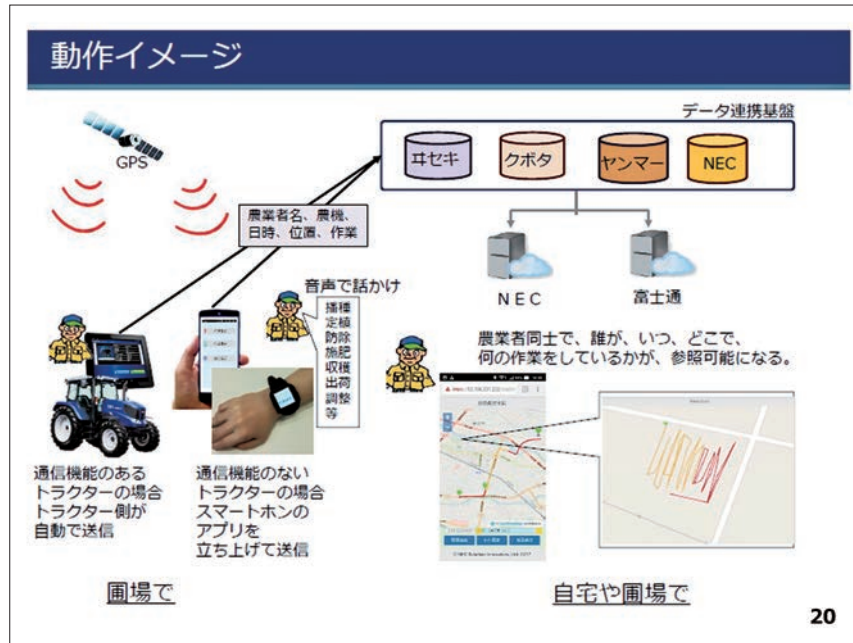 動作イメージ
データ連携基盤
GPS
ヰセキ
クボタ
ヤンマー
NEC
農業者名、農機、
日時、位置、作業
NEC
富士通
音声で話かけ
播種
定植
防除
施肥
収穫
出荷
調整
等
農業者同士で、誰が、いつ、どこで、
何の作業をしているかが、参照可能になる。
通信機能のある
トラクターの場合
トラクター側が
自動で送信
通信機能のない
トラクターの場合
スマートホンの
アプリを
立ち上げて送信
圃場で
自宅や圃場で
20